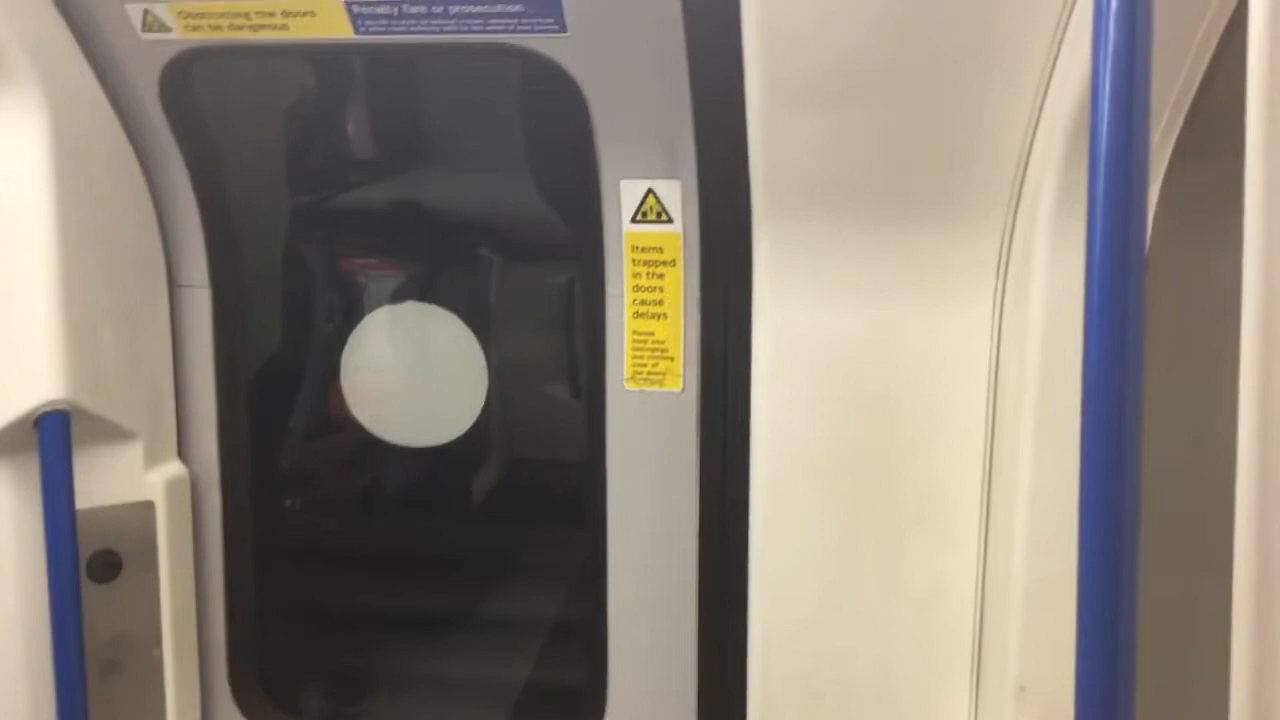 Obstructing the doors
can be dangerous
Penalty fare or prosecution
Items
trapped
in the
doors
cause
delays
Please
keep your
belongings
and clothing
clear of
the doors